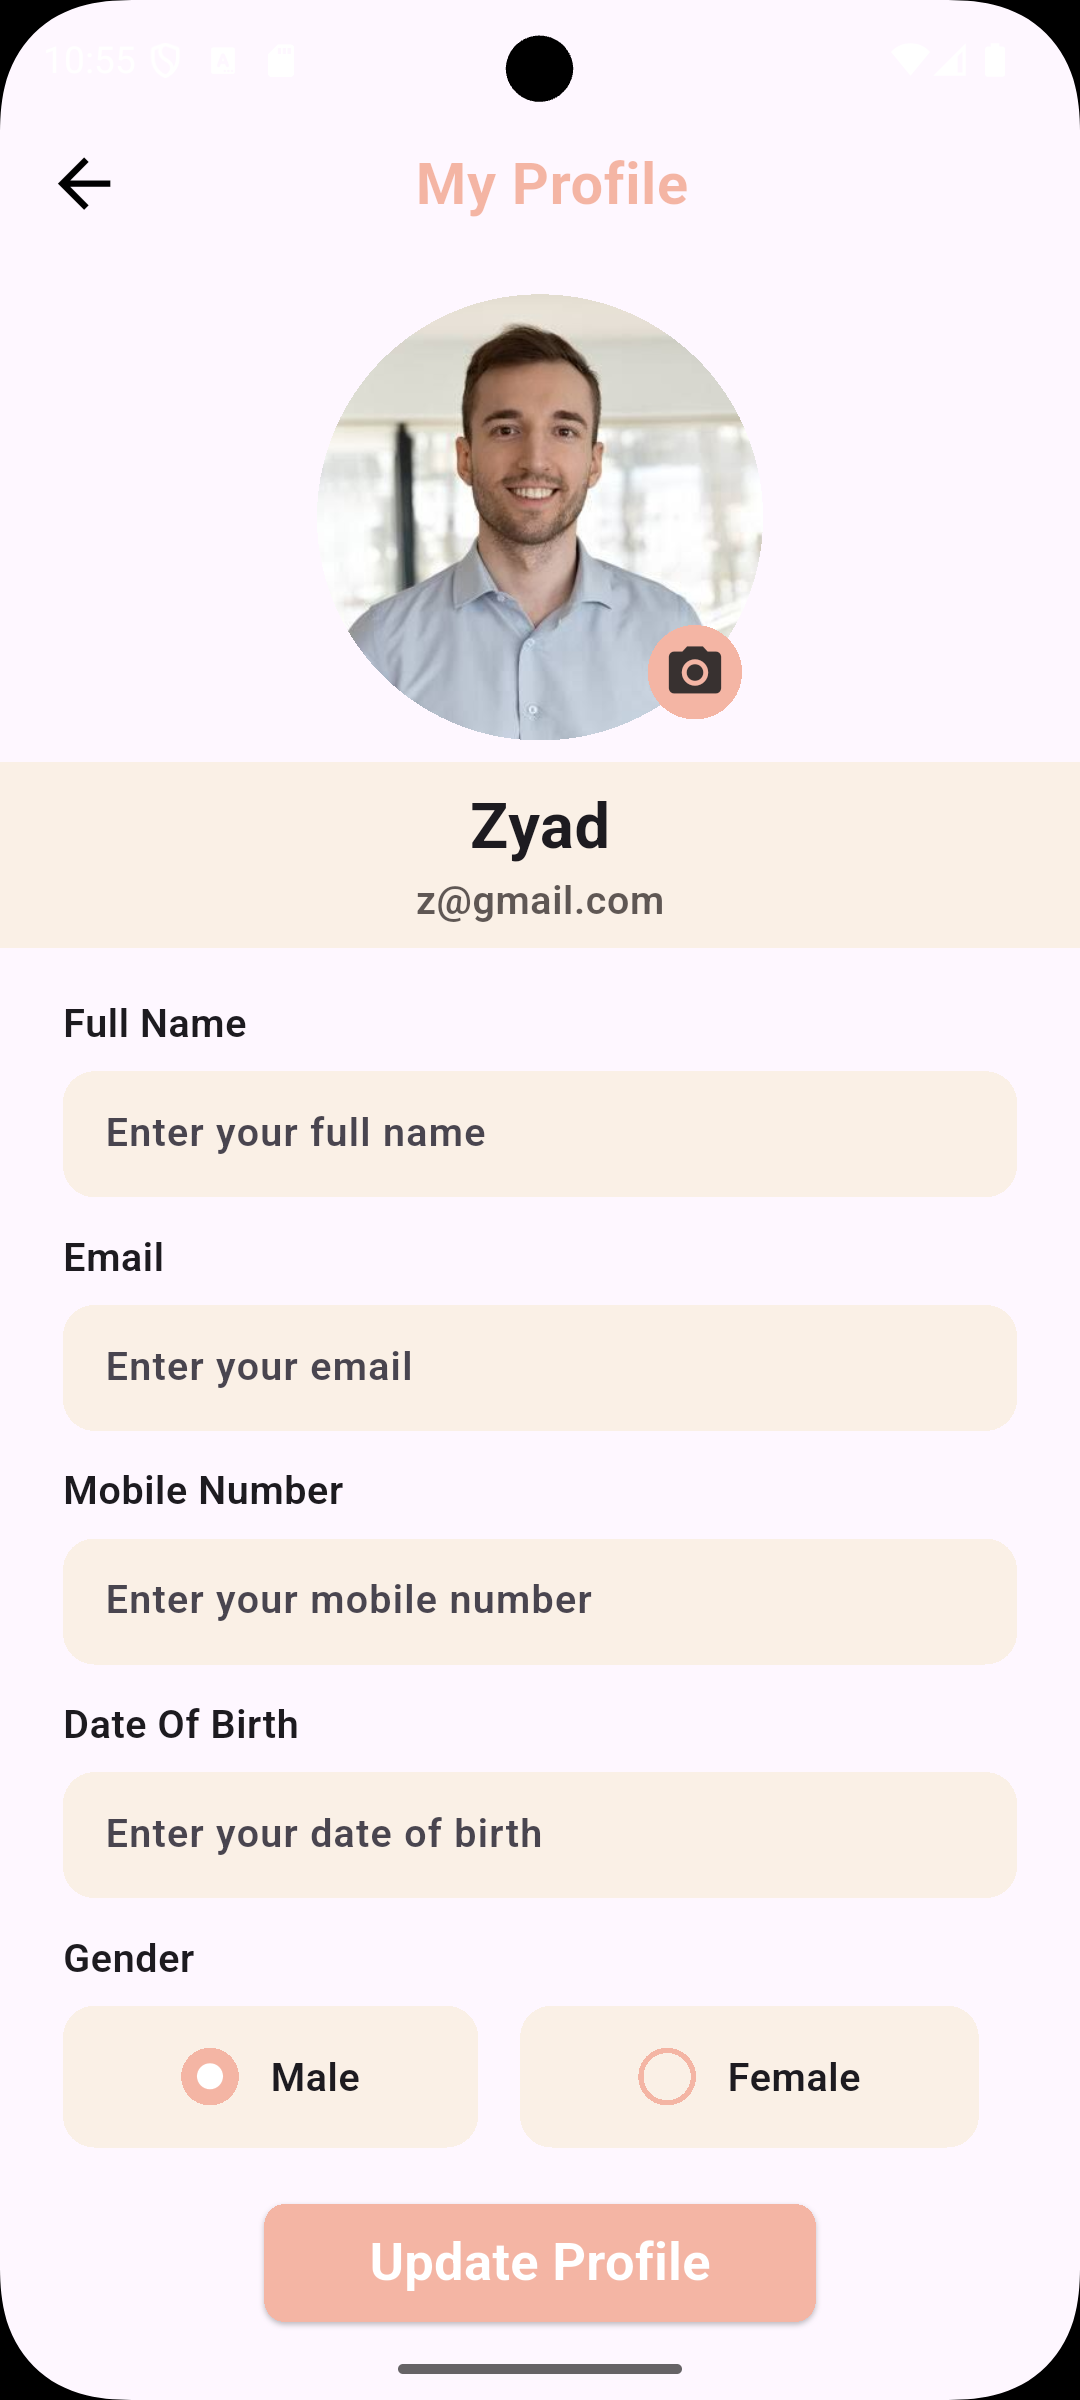 10:55
My Profile
Zyad
z@gmail.com
Full Name
Enter your full name
Email
Enter your email
Mobile Number
Enter your mobile number
Date Of Birth
Enter your date of birth
Gender
Male
Female
Update Profile